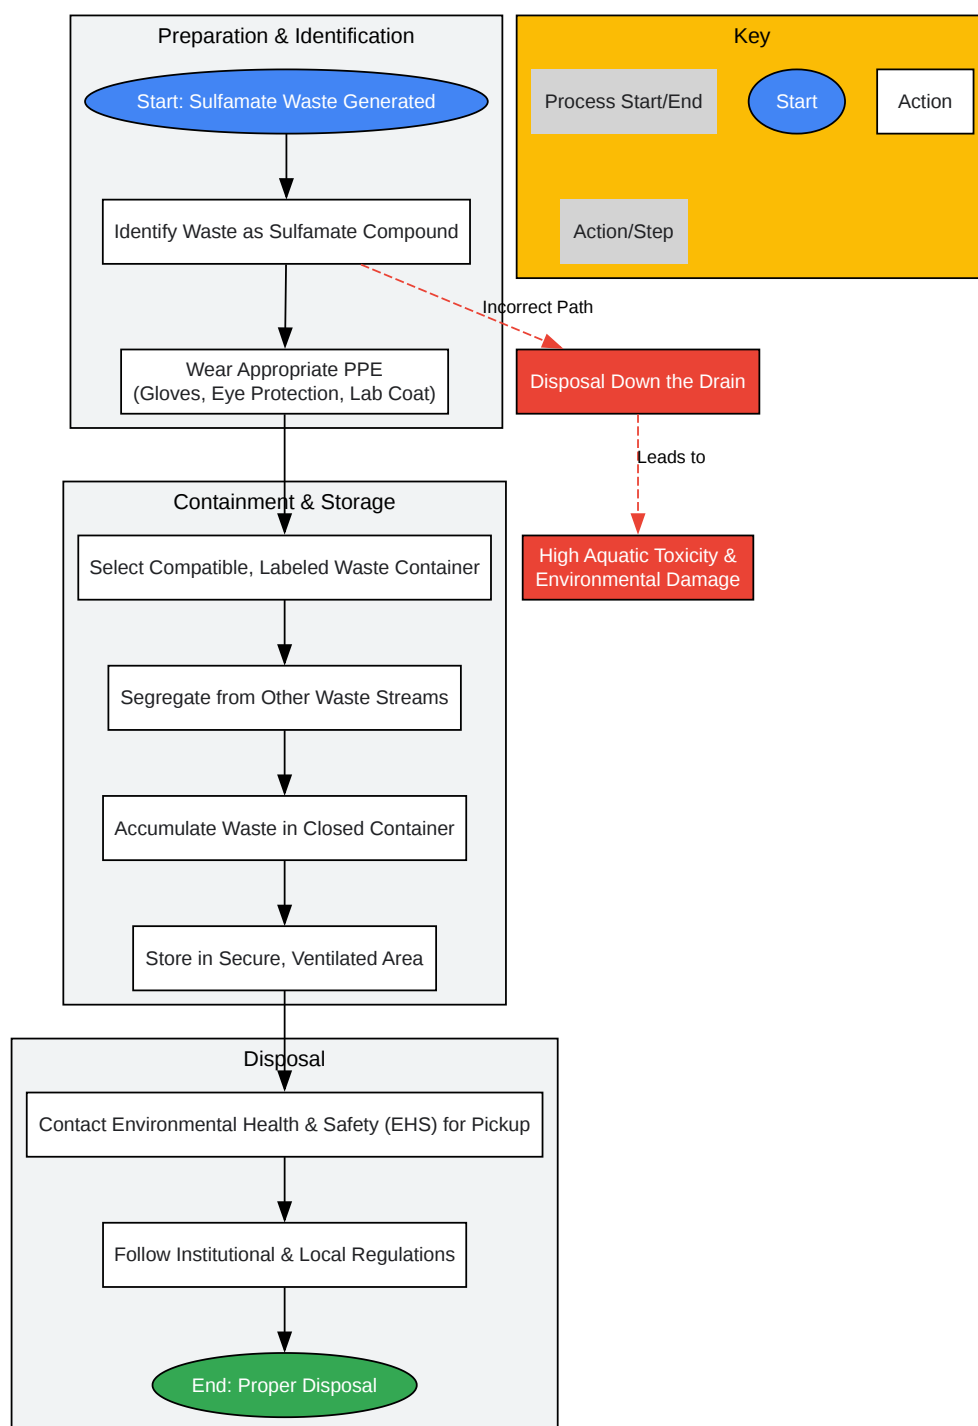 Preparation & Identification
Start: Sulfamate Waste Generated
Identify Waste as Sulfamate Compound
Wear Appropriate PPE
(Gloves, Eye Protection, Lab Coat)
Key
Process Start/End
Start
Action
Action/Step
Incorrect Path
Disposal Down the Drain
Leads to
High Aquatic Toxicity &
Environmental Damage
Containment & Storage
Select Compatible, Labeled Waste Container
Segregate from Other Waste Streams
Accumulate Waste in Closed Container
Store in Secure, Ventilated Area
Disposal
Contact Environmental Health & Safety (EHS) for Pickup
Follow Institutional & Local Regulations
End: Proper Disposal